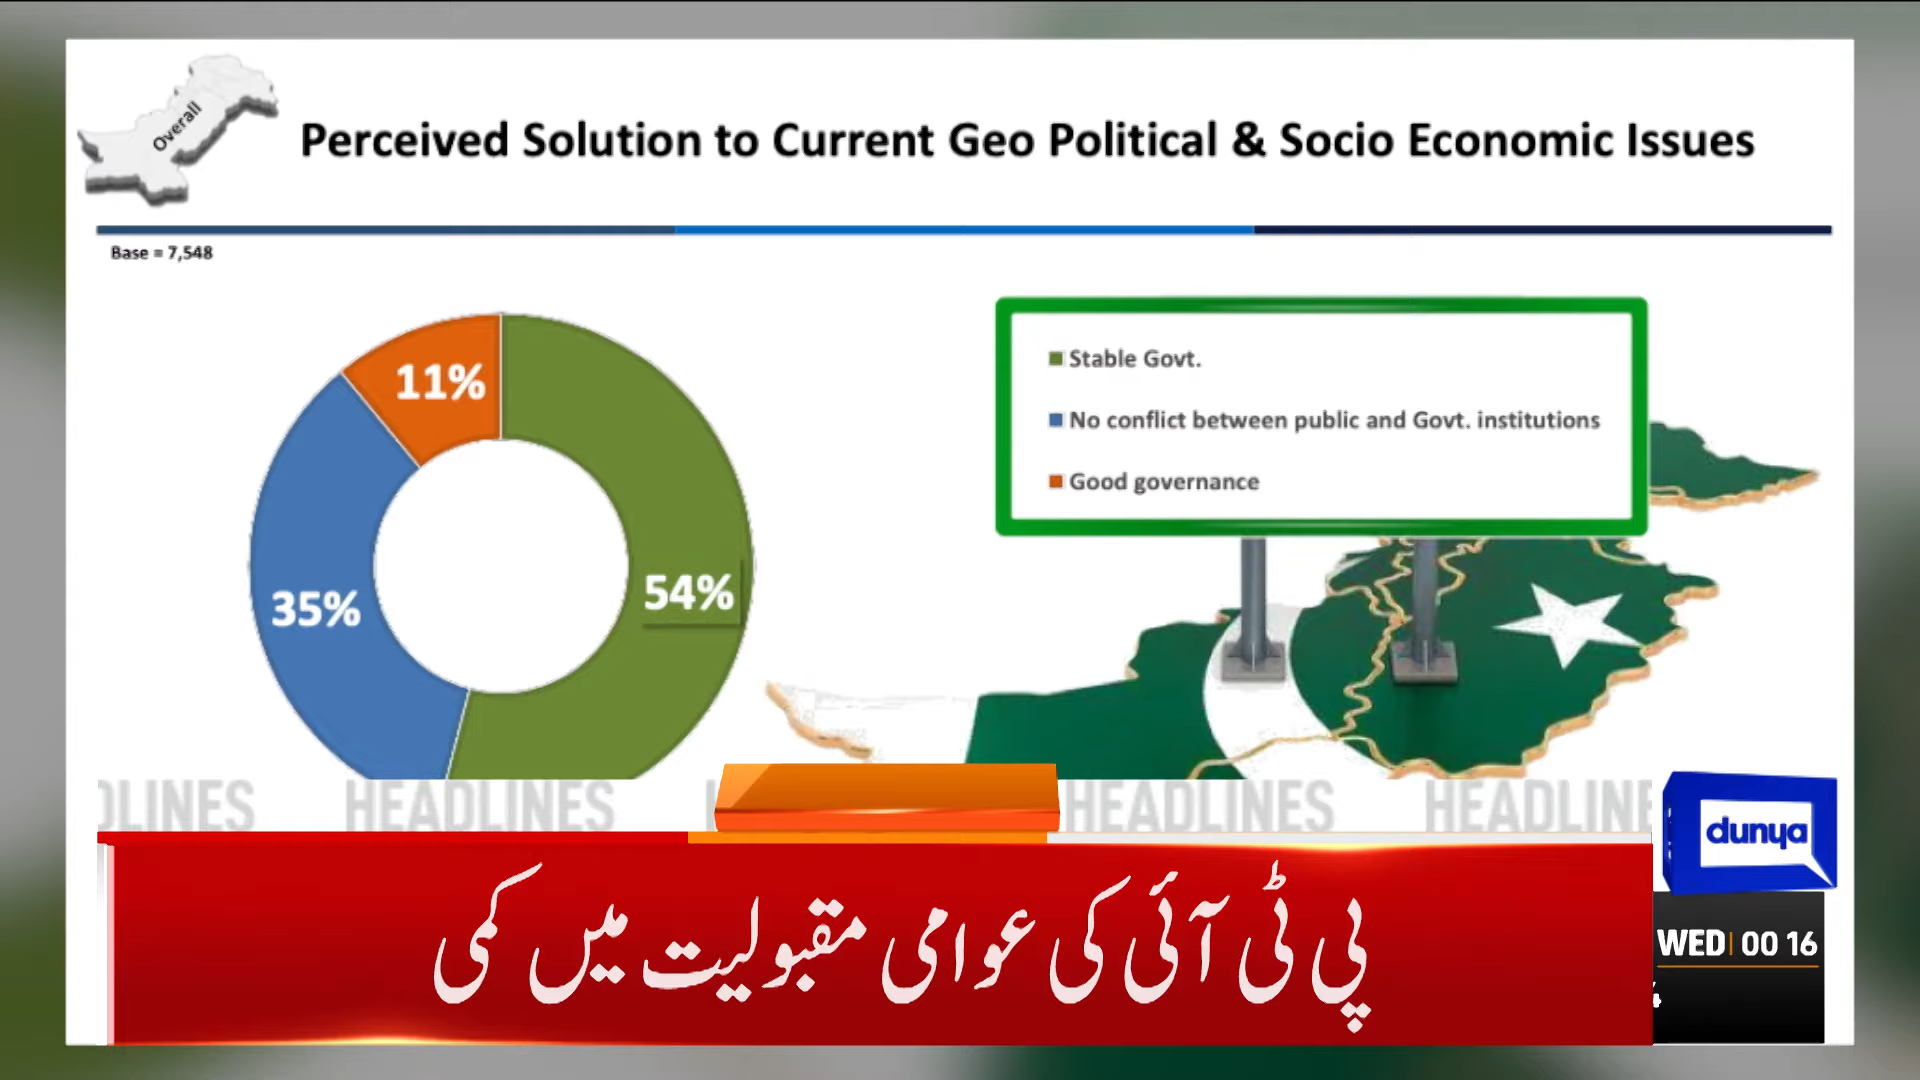 Overall
Perceived Solution to Current Geo Political & Socio Economic Issues
Base = 7,548
11%
35%
54%
Stable Govt.
No conflict between public and Govt. institutions
Good governance
HEADLINES HEADLINES
dunya
پی ٹی آئی کی عوامی مقبولیت میں کمی
WED 00 16